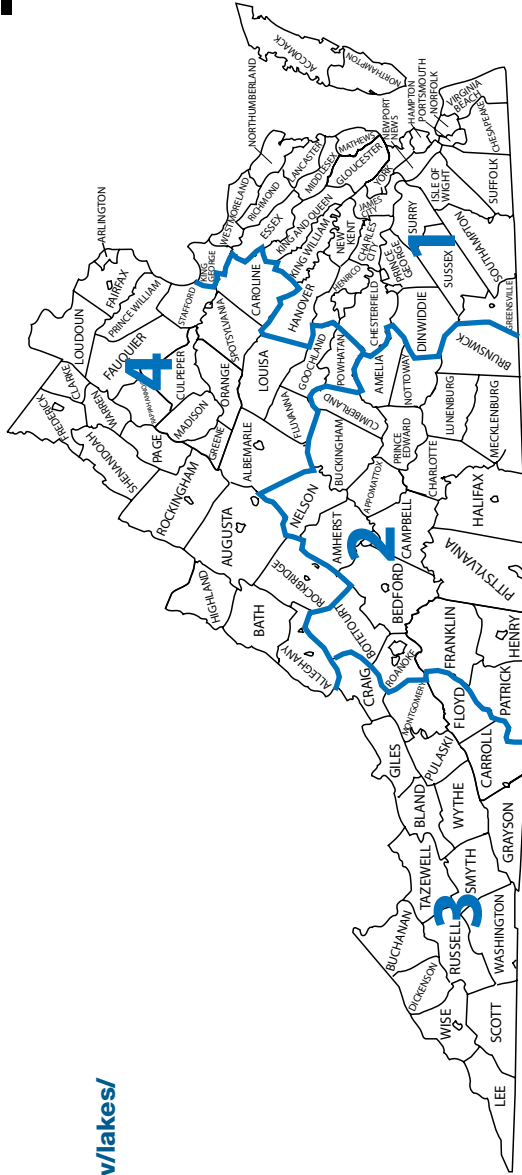 w/lakes/
ACCOMACK
NORTHAMPTON
NORTHUMBERLAND
LANCASTER
WESTMORELAND
RICHMOND
MIDDLESEX
MATHEWS
GLOUCESTER
ESSEX
KING AND QUEEN
KING WILLIAM
NEW
KENT
YORK
JAMES
CITY
CHARLES
CITY
NEWPORT
NEWS
HAMPTON
PORTSMOUTH
NORFOLK
VIRGINIA
BEACH
CHESAPEAKE
SUFFOLK
ISLE OF
WIGHT
SURRY
SOUTHAMPTON
SUSSEX
PRINCE
GEORGE
1
GREENSVILLE
DINWIDDIE
CHESTERFIELD
HENRICO
HANOVER
CAROLINE
KING
GEORGE
ARLINGTON
FAIRFAX
LOUDOUN
PRINCE WILLIAM
STAFFORD
FAUQUIER
4
CLARKE
FREDERICK
WARREN
RAPPAHANNOCK
CULPEPER
SHENANDOAH
PAGE
MADISON
GREENE
ORANGE
SPOTSYLVANIA
LOUISA
GOOCHLAND
FLUVANNA
ALBEMARLE
ROCKINGHAM
AUGUSTA
HIGHLAND
BATH
ROCKBRIDGE
ALLEGHANY
POWHATAN
AMELIA
NOTTOWAY
BRUNSWICK
CUMBERLAND
BUCKINGHAM
PRINCE
EDWARD
LUNENBURG
MECKLENBURG
CHARLOTTE
NELSON
APPOMATTOX
AMHERST
2
CAMPBELL
HALIFAX
BEDFORD
PITTSYLVANIA
BOTETOURT
ROANOKE
FRANKLIN
HENRY
PATRICK
CRAIG
MONTGOMERY
FLOYD
GILES
PULASKI
CARROLL
BLAND
WYTHE
GRAYSON
TAZEWELL
SMYTH
3
BUCHANAN
RUSSELL
WASHINGTON
DICKENSON
WISE
SCOTT
LEE